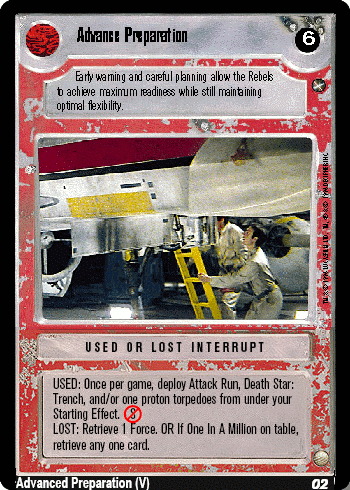 Advance Preparation
6
Early warning and careful planning allow the Rebels
to achieve maximum readiness while still maintaining
optimal flexibility.
USED OR LOST INTERRUPT
USED: Once per game, deploy Attack Run, Death Star:
Trench, and/or one proton torpedoes from under your
Starting Effect.
LOST: Retrieve 1 Force. OR If One In A Million on table,
retrieve any one card.
Advanced Preparation (V)
02